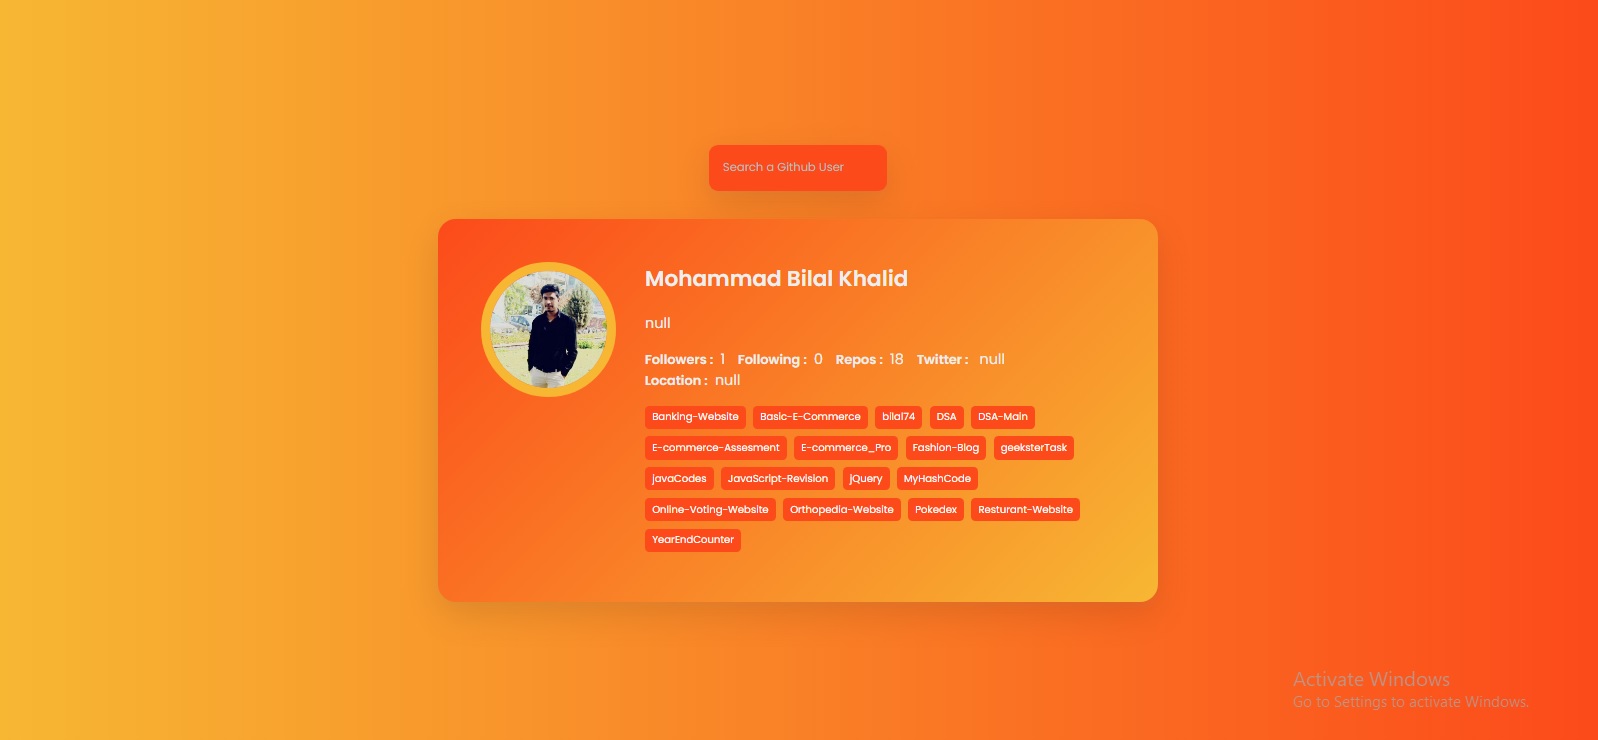 Search a Github User
Mohammad Bilal Khalid
null
Followers : 1 Following : 0 Repos : 18 Twitter : null
Location : null
Banking-Website Basic-E-Commerce bilal74 DSA DSA-Main
E-commerce-Assesment E-commerce_Pro Fashion-Blog geeksterTask
javaCodes JavaScript-Revision jQuery MyHashCode
Online-Voting-Website Orthopedia-Website Pokedex Resturant-Website
YearEndCounter
Activate Windows
Go to Settings to activate Windows.